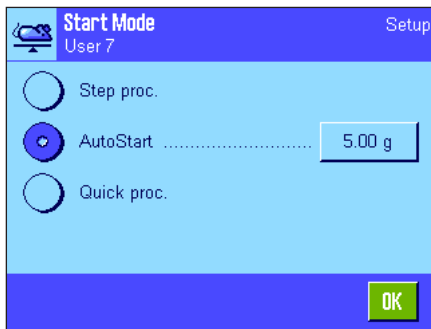 Start Mode Setup
User 7
Step proc.
AutoStart ............................ 5.00 g
Quick proc.
OK